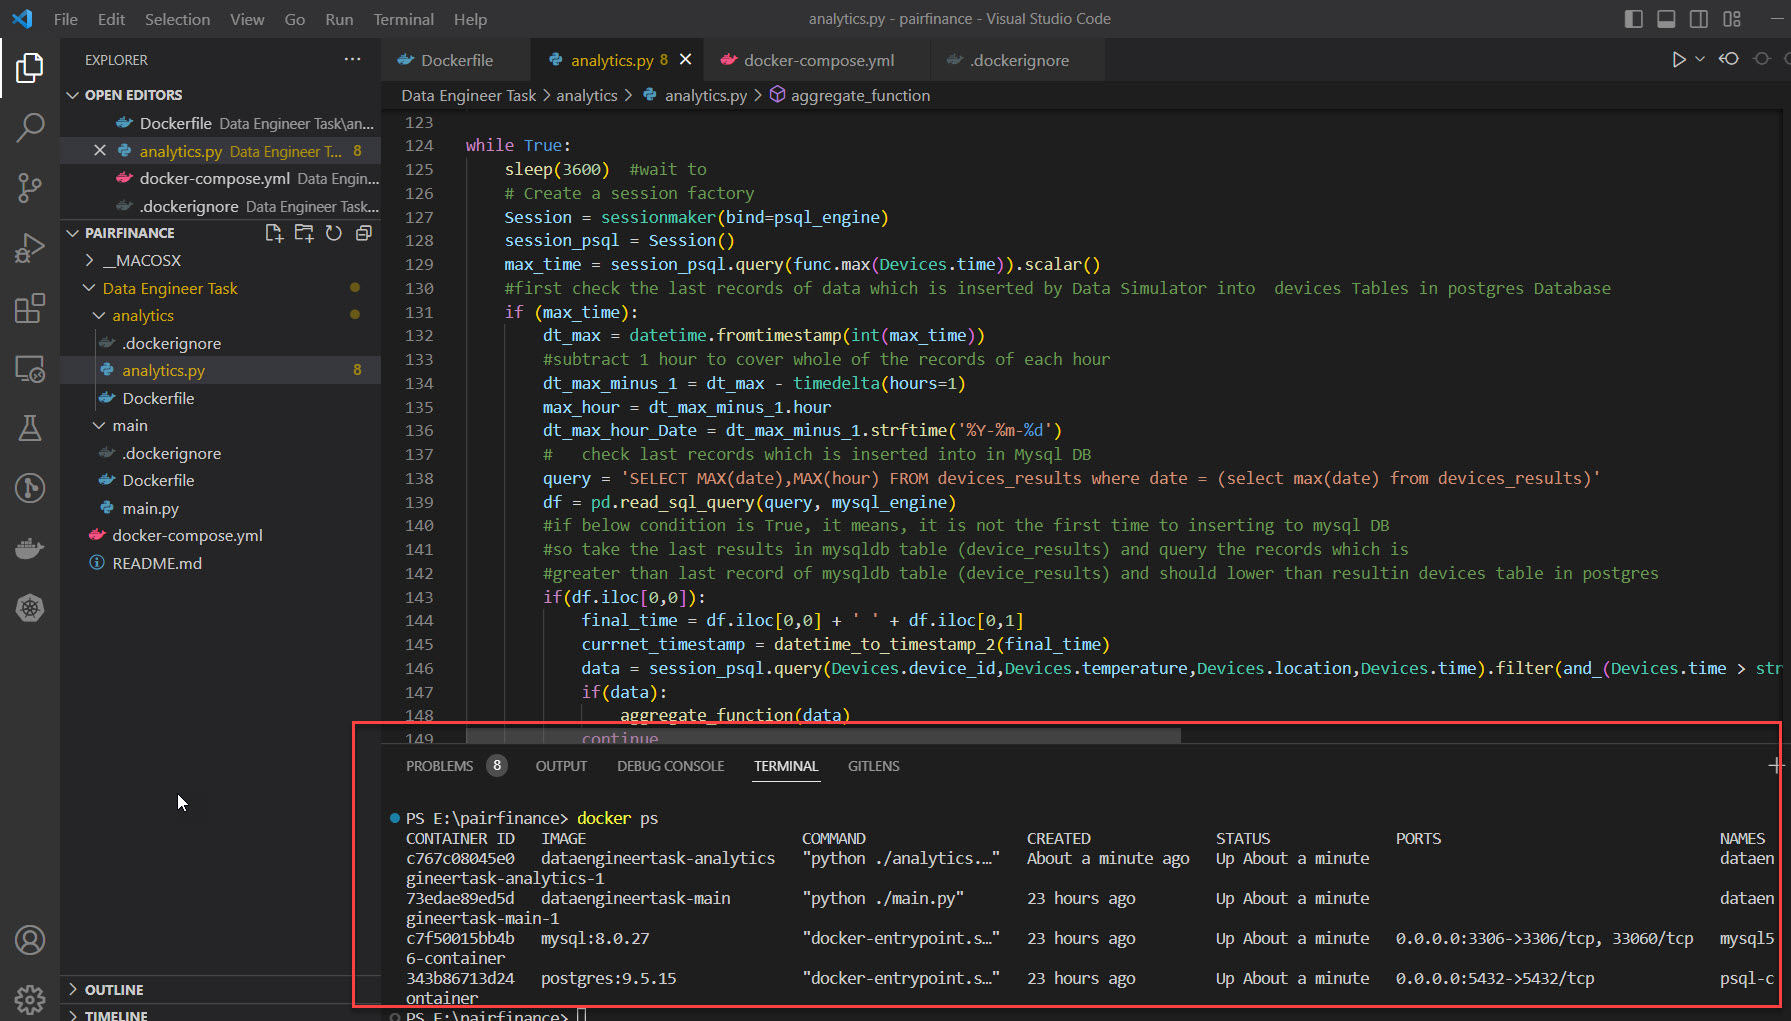 File Edit Selection View Go Run Terminal Help
analytics.py - pairfinance - Visual Studio Code
EXPLORER
OPEN EDITORS
Dockerfile Data Engineer Task\an...
analytics.py Data Engineer T... 8
docker-compose.yml Data Engin...
.dockerignore Data Engineer Task...
PAIRFINANCE
__MACOSX
Data Engineer Task
analytics
.dockerignore
analytics.py 8
Dockerfile
main
.dockerignore
Dockerfile
main.py
docker-compose.yml
README.md
OUTLINE
TIMELINE
Dockerfile analytics.py 8 docker-compose.yml .dockerignore
Data Engineer Task > analytics > analytics.py > aggregate_function
123
124 while True:
125 sleep(3600) #wait to
126 # Create a session factory
127 Session = sessionmaker(bind=psql_engine)
128 session_psql = Session()
129 max_time = session_psql.query(func.max(Devices.time)).scalar()
130 #first check the last records of data which is inserted by Data Simulator into devices Tables in postgres Database
131 if (max_time):
132 dt_max = datetime.fromtimestamp(int(max_time))
133 #subtract 1 hour to cover whole of the records of each hour
134 dt_max_minus_1 = dt_max - timedelta(hours=1)
135 max_hour = dt_max_minus_1.hour
136 dt_max_hour_Date = dt_max_minus_1.strftime('%Y-%m-%d')
137 # check last records which is inserted into in Mysql DB
138 query = 'SELECT MAX(date),MAX(hour) FROM devices_results where date = (select max(date) from devices_results)'
139 df = pd.read_sql_query(query, mysql_engine)
140 #if below condition is True, it means, it is not the first time to inserting to mysql DB
141 #so take the last results in mysqldb table (device_results) and query the records which is
142 #greater than last record of mysqldb table (device_results) and should lower than resultin devices table in postgres
143 if(df.iloc[0,0]):
144 final_time = df.iloc[0,0] + ' ' + df.iloc[0,1]
145 currnet_timestamp = datetime_to_timestamp_2(final_time)
146 data = session_psql.query(Devices.device_id,Devices.temperature,Devices.location,Devices.time).filter(and_(Devices.time > str
147 if(data):
148 aggregate_function(data)
149 continue
PROBLEMS 8 OUTPUT DEBUG CONSOLE TERMINAL GITLENS
PS E:\pairfinance> docker ps
CONTAINER ID IMAGE COMMAND CREATED STATUS PORTS NAMES
c767c08045e0 dataengineertask-analytics "python ./analytics.…" About a minute ago Up About a minute dataen
gineertask-analytics-1
73edae89ed5d dataengineertask-main "python ./main.py" 23 hours ago Up About a minute dataen
gineertask-main-1
c7f50015bb4b mysql:8.0.27 "docker-entrypoint.s…" 23 hours ago Up About a minute 0.0.0.0:3306->3306/tcp, 33060/tcp mysql5
6-container
343b86713d24 postgres:9.5.15 "docker-entrypoint.s…" 23 hours ago Up About a minute 0.0.0.0:5432->5432/tcp psql-c
ontainer
PS E:\pairfinance>